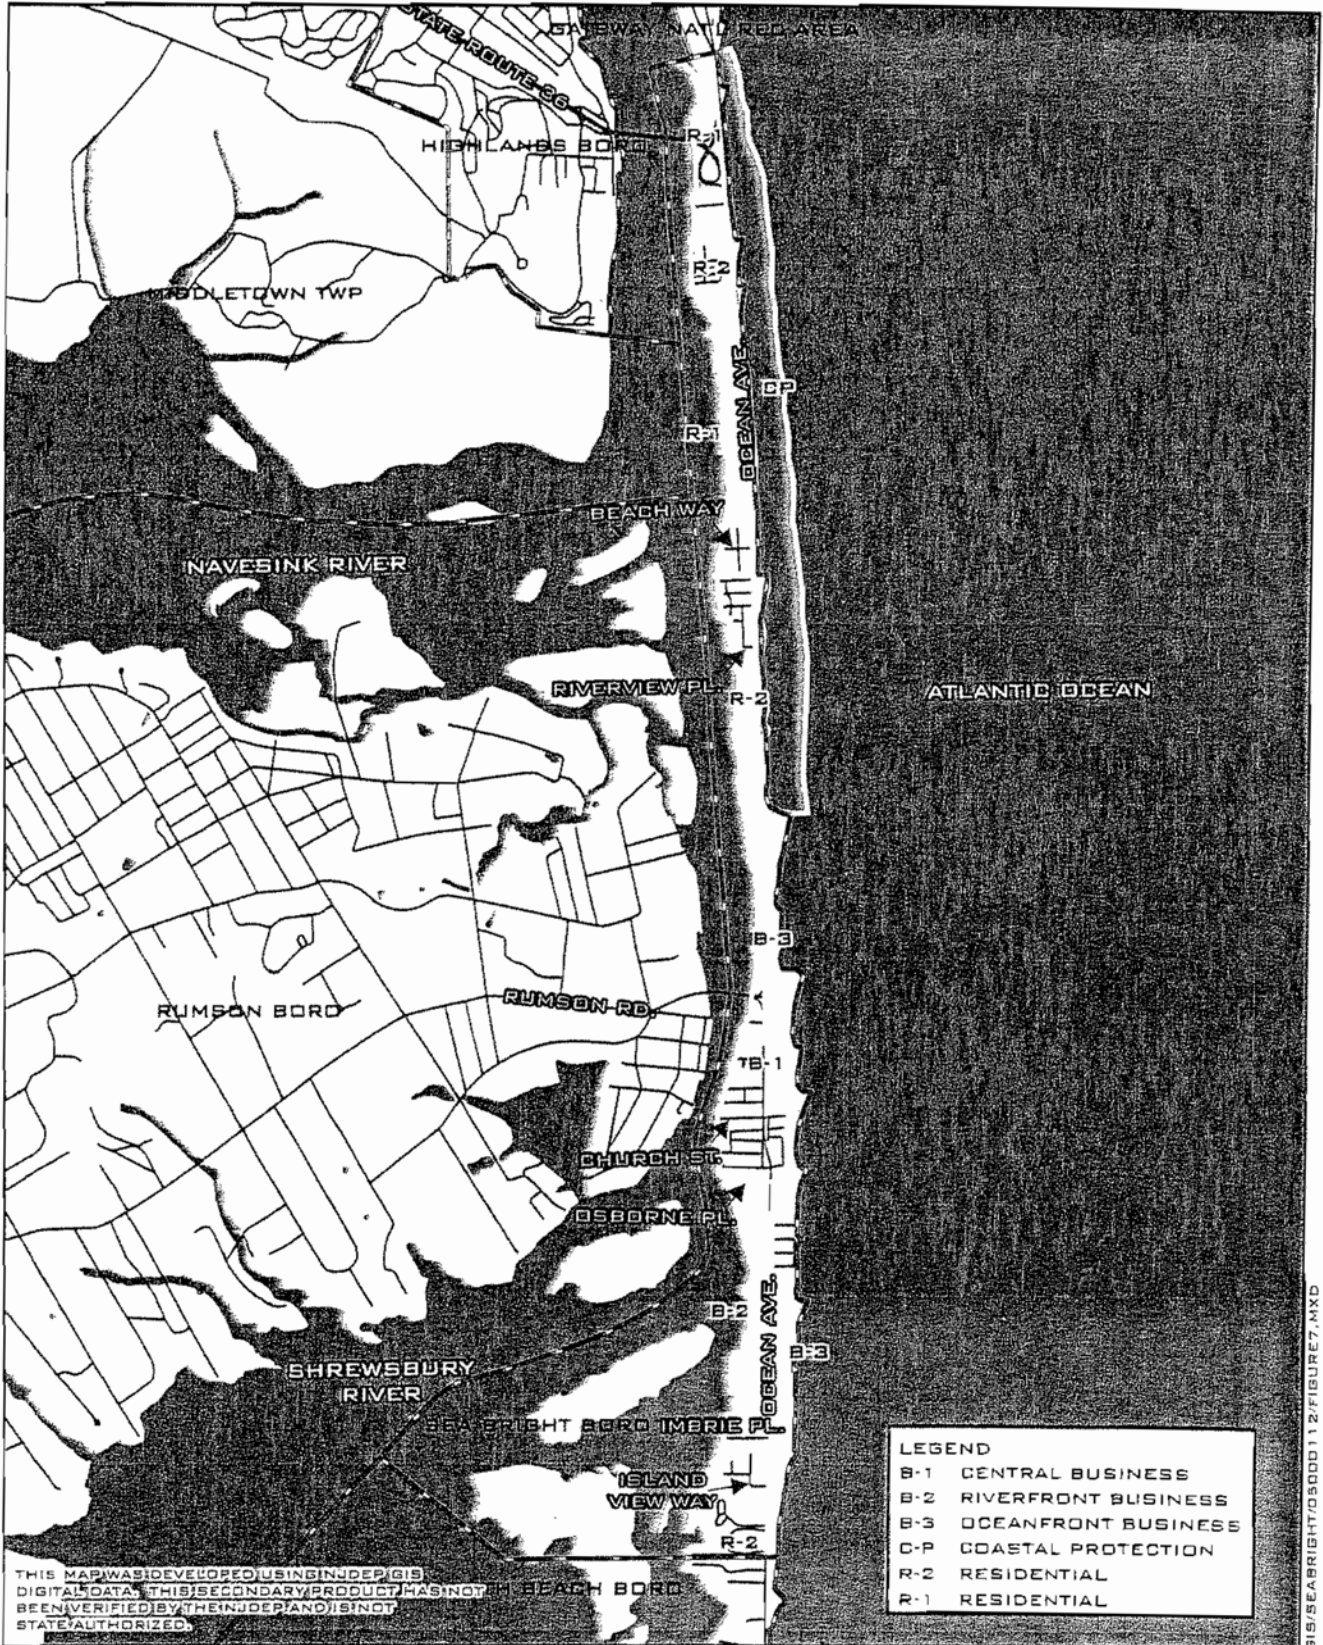 GATEWAY NAT'L REC AREA
STATE ROUTE 36
R-1
HIGHLANDS BORO
R-2
MIDDLETOWN TWP
OCEAN AVE.
CP
R-1
BEACH WAY
NAVESINK RIVER
RIVERVIEW PL.
R-2
ATLANTIC OCEAN
B-3
RUMSON RD.
RUMSON BORO
B-1
CHURCH ST.
OSBORNE PL.
OCEAN AVE.
B-2
B-3
SHREWSBURY
RIVER
SEA BRIGHT BORO
IMBRIE PL.
ISLAND
VIEW WAY
R-2
BEACH BORO
LEGEND
B-1 CENTRAL BUSINESS
B-2 RIVERFRONT BUSINESS
B-3 OCEANFRONT BUSINESS
C-P COASTAL PROTECTION
R-2 RESIDENTIAL
R-1 RESIDENTIAL
THIS MAP WAS DEVELOPED USING NJDEP GIS
DIGITAL DATA. THIS SECONDARY PRODUCT HAS NOT
BEEN VERIFIED BY THE NJDEP AND IS NOT
STATE AUTHORIZED.
GIS/SEABRIGHT/05000112/FIGURE7.MXD